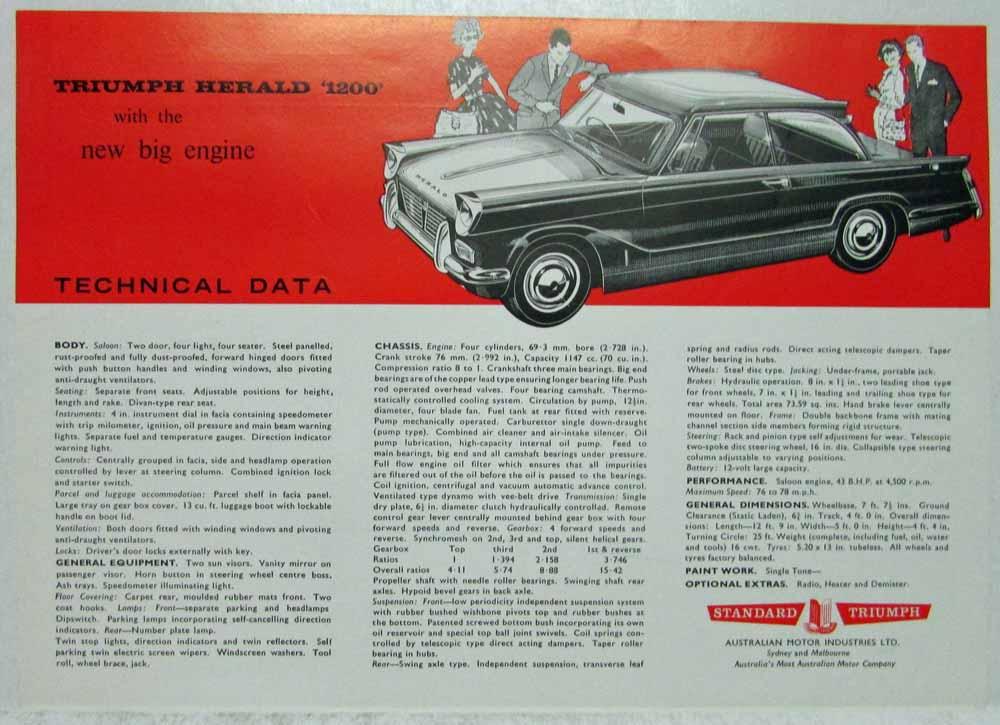 TRIUMPH HERALD '1200'
with the
new big engine
HERALD
TECHNICAL DATA
BODY. Saloon: Two door, four light, four seater. Steel panelled,
rust-proofed and fully dust-proofed, forward hinged doors fitted
with push button handles and winding windows, also pivoting
anti-draught ventilators.
Seating: Separate front seats. Adjustable positions for height,
length and rake. Divan-type rear seat.
Instruments: 4 in. instrument dial in facia containing speedometer
with trip milometer, ignition, oil pressure and main beam warning
lights. Separate fuel and temperature gauges. Direction indicator
warning light.
Controls: Centrally grouped in facia, side and headlamp operation
controlled by lever at steering column. Combined ignition lock
and starter switch.
Parcel and luggage accommodation: Parcel shelf in facia panel.
Large tray on gear box cover. 13 cu. ft. luggage boot with lockable
handle on boot lid.
Ventilation: Both doors fitted with winding windows and pivoting
anti-draught ventilators.
Locks: Driver's door locks externally with key.
GENERAL EQUIPMENT. Two sun visors. Vanity mirror on
passenger visor. Horn button in steering wheel centre boss.
Ash trays. Speedometer illuminating light.
Floor Covering: Carpet rear, moulded rubber mats front. Two
coat hooks. Lamps: Front—separate parking and headlamps
Dipswitch. Parking lamps incorporating self-cancelling direction
indicators. Rear—Number plate lamp.
Twin stop lights, direction indicators and twin reflectors. Self
parking twin electric screen wipers. Windscreen washers. Tool
roll, wheel brace, jack.
CHASSIS. Engine: Four cylinders, 69·3 mm. bore (2·728 in.).
Crank stroke 76 mm. (2·992 in.), Capacity 1147 cc. (70 cu. in.).
Compression ratio 8 to 1. Crankshaft three main bearings. Big end
bearings are of the copper lead type ensuring longer bearing life. Push
rod operated overhead valves. Four bearing camshaft. Thermo-
statically controlled cooling system. Circulation by pump, 12½in.
diameter, four blade fan. Fuel tank at rear fitted with reserve.
Pump mechanically operated. Carburettor single down-draught
(pump type). Combined air cleaner and air-intake silencer. Oil
pump lubrication, high-capacity internal oil pump. Feed to
main bearings, big end and all camshaft bearings under pressure.
Full flow engine oil filter which ensures that all impurities
are filtered out of the oil before the oil is passed to the bearings.
Coil ignition, centrifugal and vacuum automatic advance control.
Ventilated type dynamo with vee-belt drive Transmission: Single
dry plate, 6½ in. diameter clutch hydraulically controlled. Remote
control gear lever centrally mounted behind gear box with four
forward speeds and reverse. Gearbox: 4 forward speeds and
reverse. Synchromesh on 2nd, 3rd and top, silent helical gears.
Gearbox Top third 2nd 1st & reverse
Ratios 1 1·394 2·158 3·746
Overall ratios 4·11 5·74 8·88 15·42
Propeller shaft with needle roller bearings. Swinging shaft rear
axles. Hypoid bevel gears in back axle.
Suspension: Front—low periodicity independent suspension system
with rubber bushed wishbone pivots top and rubber bushes at
the bottom. Patented screwed bottom bush incorporating its own
oil reservoir and special top ball joint swivels. Coil springs con-
trolled by telescopic type direct acting dampers. Taper roller
bearing in hubs.
Rear—Swing axle type. Independent suspension, transverse leaf
spring and radius rods. Direct acting telescopic dampers. Taper
roller bearing in hubs.
Wheels: Steel disc type. Jacking: Under-frame, portable jack.
Brakes: Hydraulic operation. 8 in. x 1¼ in., two leading shoe type
for front wheels, 7 in. x 1¼ in. leading and trailing shoe type for
rear wheels. Total area 73.59 sq. ins. Hand brake lever centrally
mounted on floor. Frame: Double backbone frame with mating
channel section side members forming rigid structure.
Steering: Rack and pinion type self adjustment for wear. Telescopic
two-spoke disc steering wheel, 16 in. dia. Collapsible type steering
column adjustable to varying positions.
Battery: 12-volt large capacity.
PERFORMANCE. Saloon engine, 43 B.H.P. at 4,500 r.p.m.
Maximum Speed: 76 to 78 m.p.h.
GENERAL DIMENSIONS. Wheelbase, 7 ft. 7½ ins. Ground
Clearance (Static Laden), 6¾ in. Track, 4 ft. 0 in. Overall dimen-
sions: Length—12 ft. 9 in. Width—5 ft. 0 in. Height—4 ft. 4 in.
Turning Circle: 25 ft. Weight (complete, including fuel, oil, water
and tools) 16 cwt. Tyres: 5.20 x 13 in. tubeless. All wheels and
tyres factory balanced.
PAINT WORK. Single Tone—
OPTIONAL EXTRAS. Radio, Heater and Demister.
STANDARD TRIUMPH
AUSTRALIAN MOTOR INDUSTRIES LTD.
Sydney and Melbourne
Australia's Most Australian Motor Company